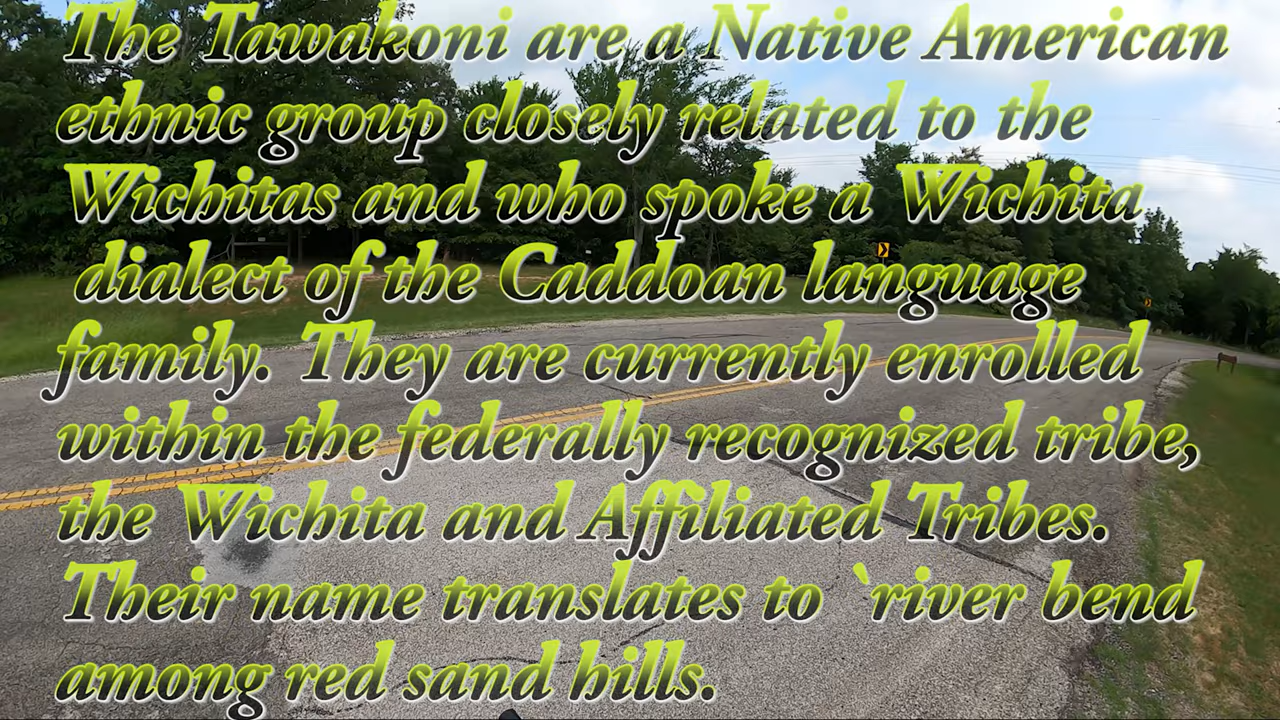 The Tawakoni are a Native American
ethnic group closely related to the
Wichitas and who spoke a Wichita
dialect of the Caddoan language
family. They are currently enrolled
within the federally recognized tribe,
the Wichita and Affiliated Tribes.
Their name translates to `river bend
among red sand hills.